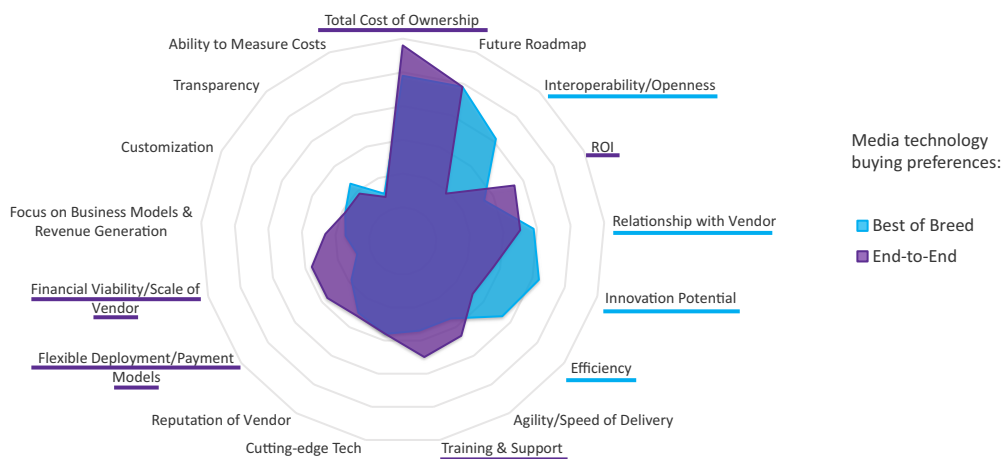 Total Cost of Ownership
Ability to Measure Costs
Future Roadmap
Transparency
Interoperability/Openness
Customization
ROI
Media technology
buying preferences:
Focus on Business Models &
Revenue Generation
Relationship with Vendor
Best of Breed
End-to-End
Financial Viability/Scale of
Vendor
Innovation Potential
Flexible Deployment/Payment
Models
Efficiency
Reputation of Vendor
Agility/Speed of Delivery
Cutting-edge Tech
Training & Support